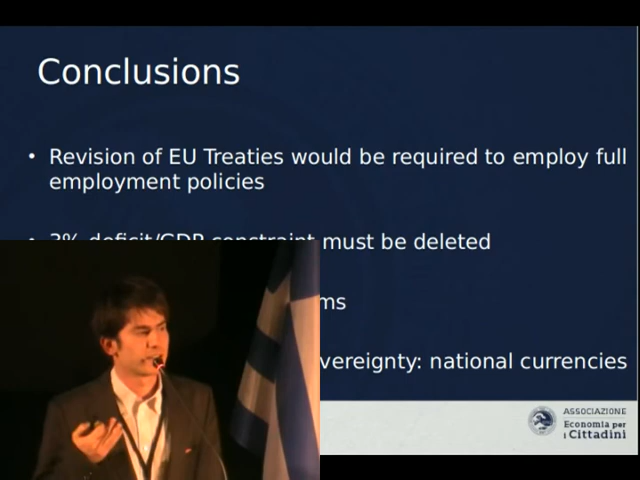 Conclusions
• Revision of EU Treaties would be required to employ full
employment policies
• 3% deficit/GDP constraint must be deleted
ms
vereignty: national currencies
ASSOCIAZIONE
Economia per
i Cittadini